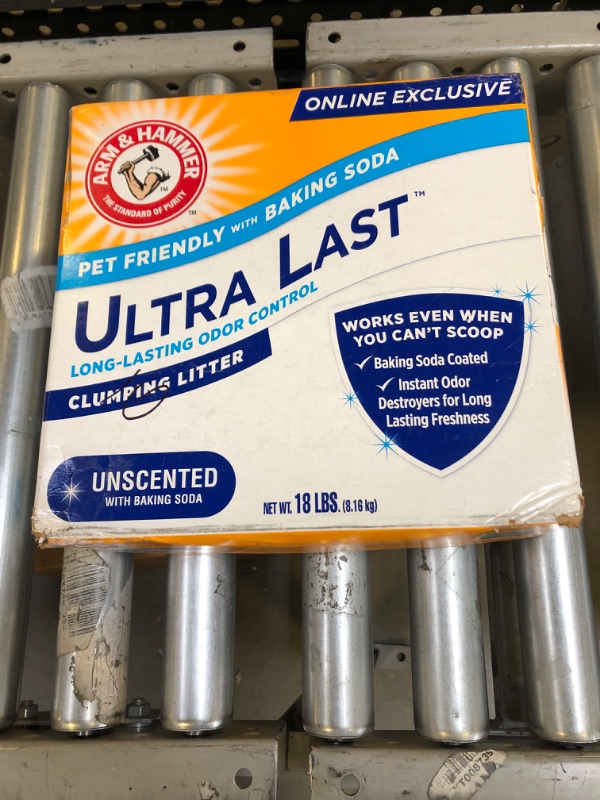 ONLINE EXCLUSIVE
ARM & HAMMER
THE STANDARD OF PURITY
TM
TM
PET FRIENDLY WITH BAKING SODA
ULTRA LAST™
LONG-LASTING ODOR CONTROL
CLUMPING LITTER
WORKS EVEN WHEN
YOU CAN'T SCOOP
✓ Baking Soda Coated
✓ Instant Odor
Destroyers for Long
Lasting Freshness
UNSCENTED
WITH BAKING SODA
NET WT. 18 LBS. (8.16 kg)